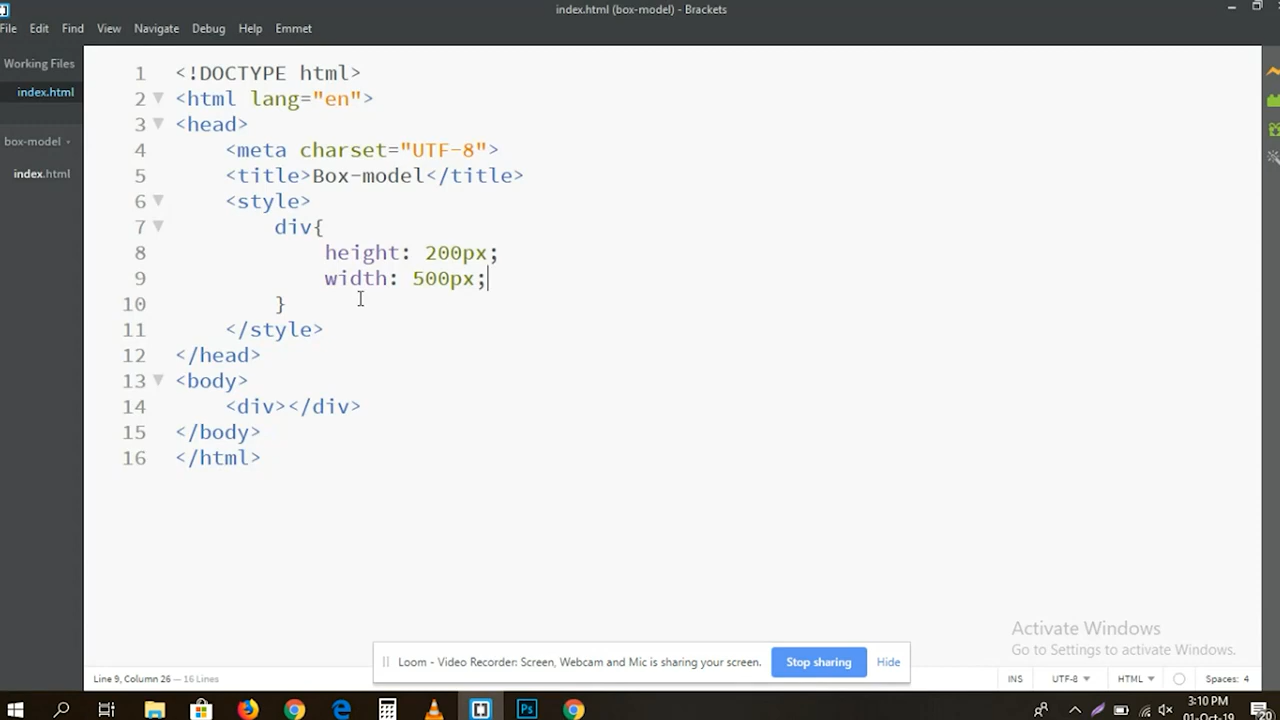 index.html (box-model) - Brackets
File Edit Find View Navigate Debug Help Emmet
Working Files
index.html
box-model
index.html
1 <!DOCTYPE html>
2 <html lang="en">
3 <head>
4 <meta charset="UTF-8">
5 <title>Box-model</title>
6 <style>
7 div{
8 height: 200px;
9 width: 500px;
10 }
11 </style>
12 </head>
13 <body>
14 <div></div>
15 </body>
16 </html>
Activate Windows
Go to Settings to activate Windows.
Loom - Video Recorder: Screen, Webcam and Mic is sharing your screen. Stop sharing Hide
Line 9, Column 26 — 16 Lines INS UTF-8 HTML Spaces: 4
Ps
3:10 PM
01-Oct-19